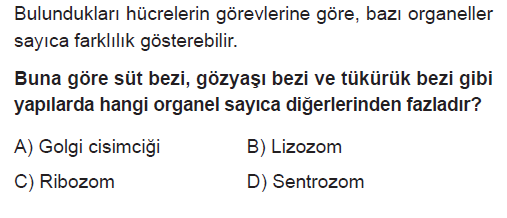 Bulundukları hücrelerin görevlerine göre, bazı organeller
sayıca farklılık gösterebilir.
Buna göre süt bezi, gözyaşı bezi ve tükürük bezi gibi
yapılarda hangi organel sayıca diğerlerinden fazladır?
A) Golgi cisimciği B) Lizozom
C) Ribozom D) Sentrozom